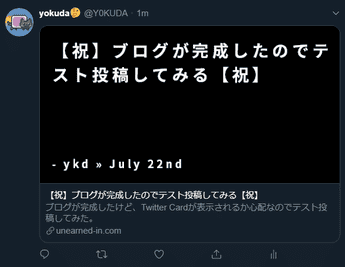 yokuda🤔 @Y0KUDA · 1m
【祝】ブログが完成したのでテ
スト投稿してみる【祝】
- ykd » July 22nd
【祝】ブログが完成したのでテスト投稿してみる【祝】
ブログが完成したけど、Twitter Cardが表示されるか心配なのでテスト投
稿してみた。
unearned-in.com